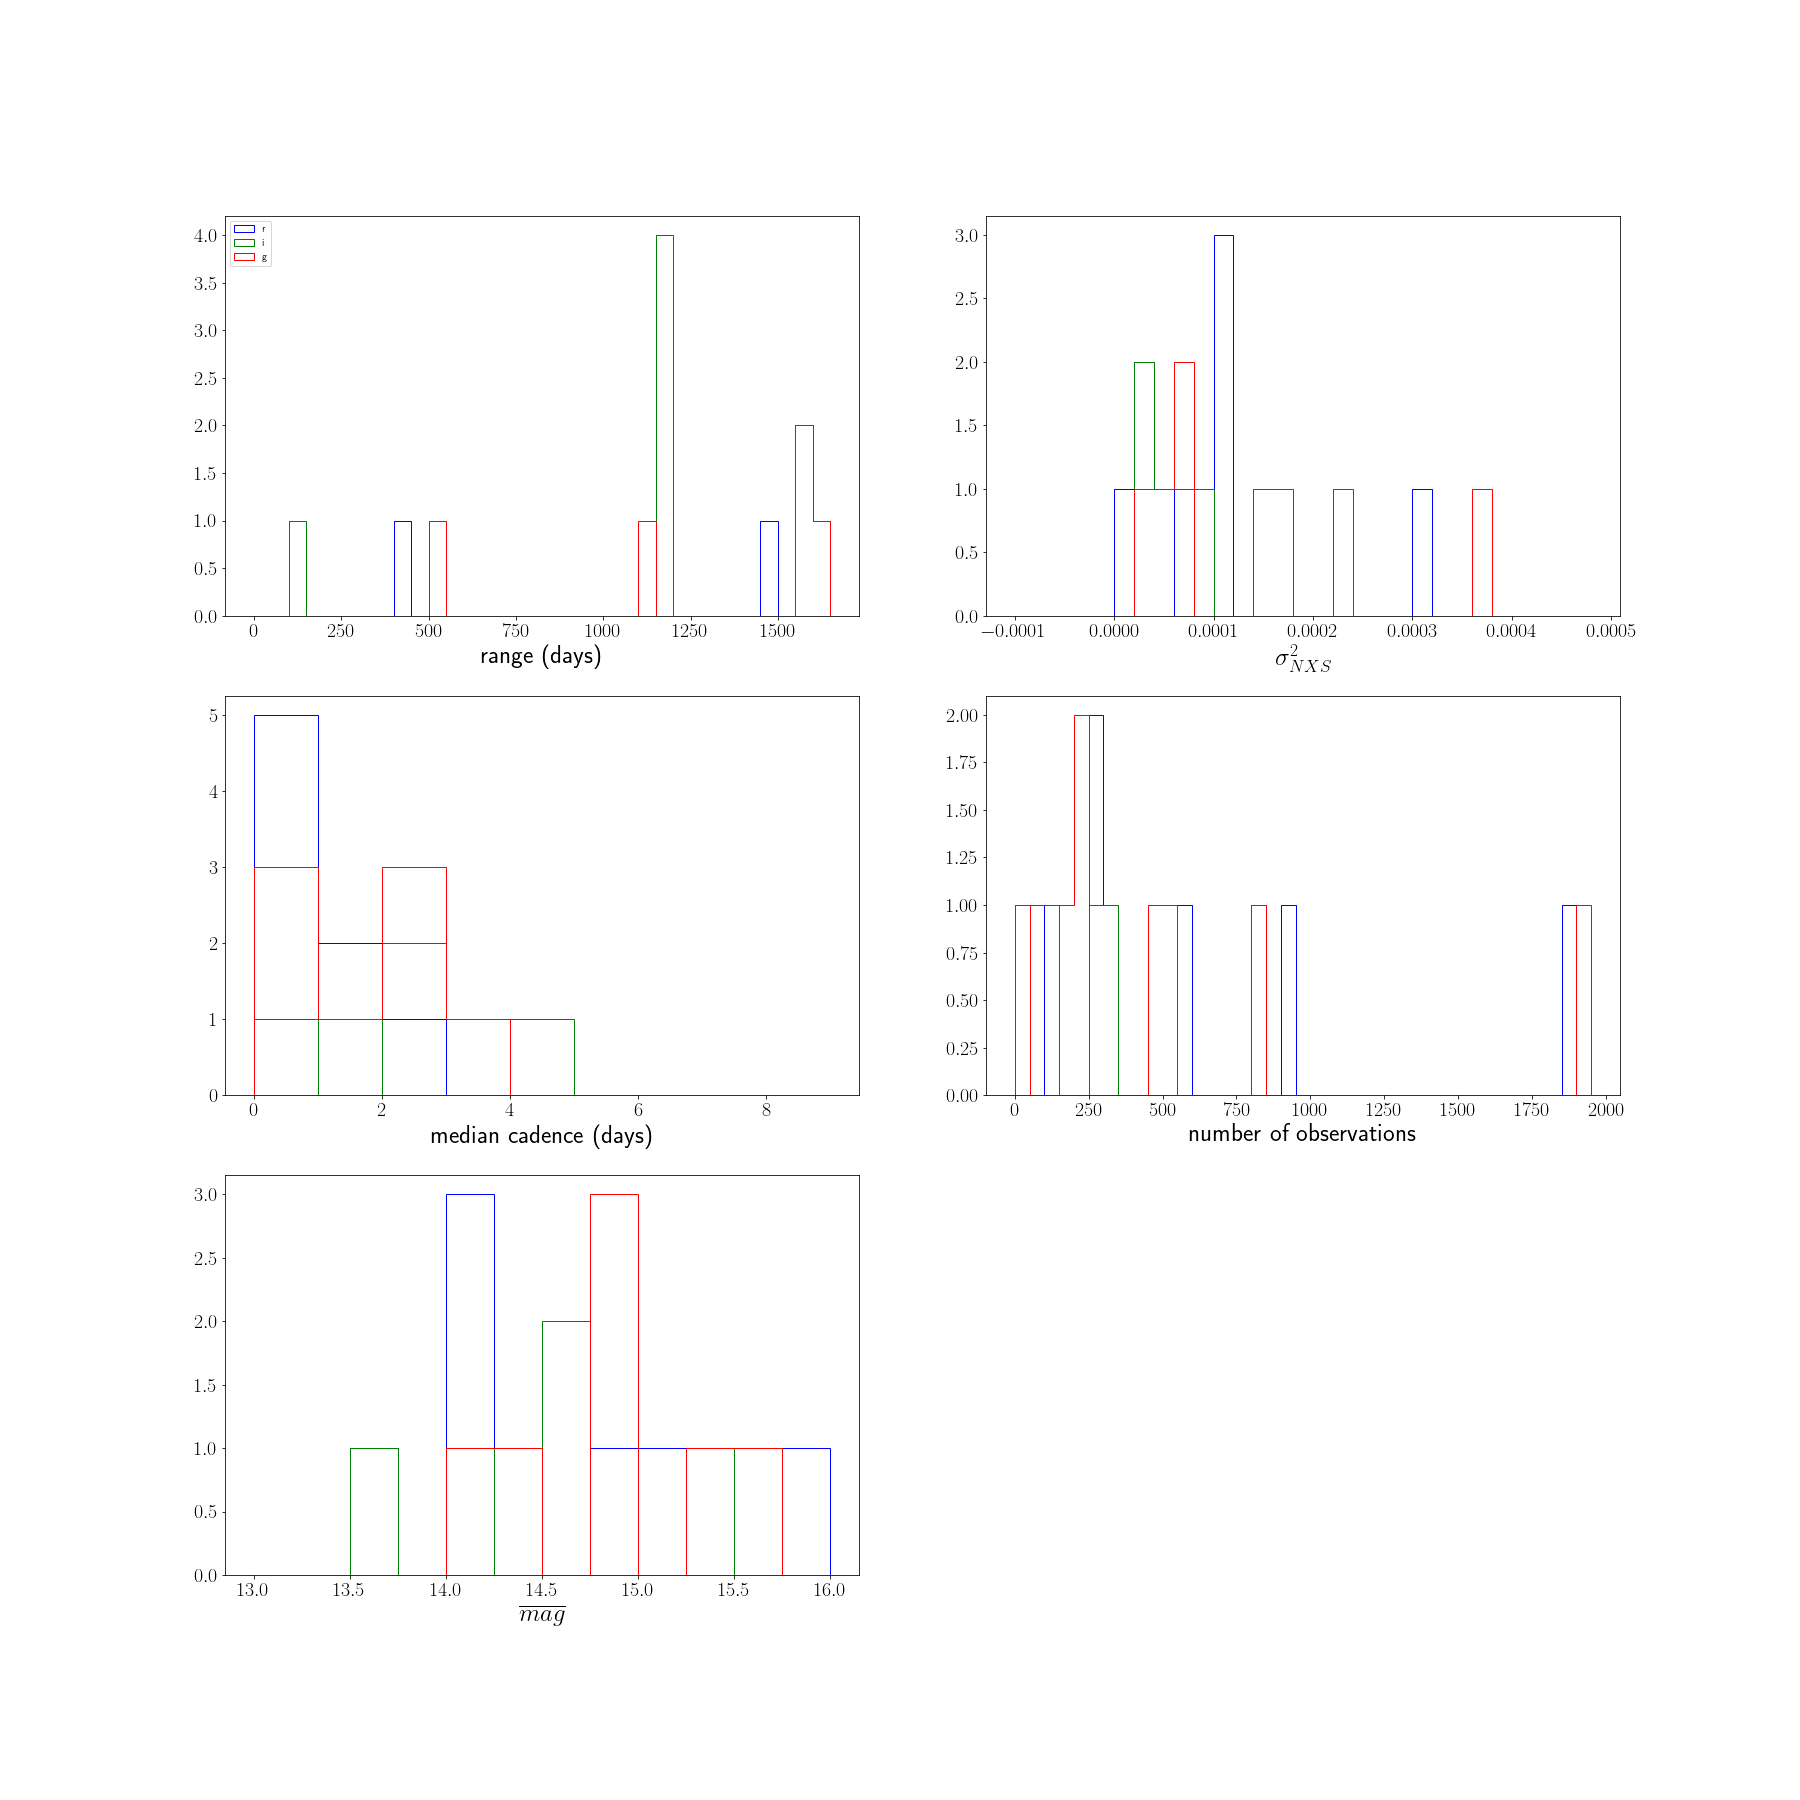 4.0
3.5
3.0
2.5
2.0
1.5
1.0
0.5
0.0
r
i
g
0 250 500 750 1000 1250 1500
range (days)
3.0
2.5
2.0
1.5
1.0
0.5
0.0
−0.0001 0.0000 0.0001 0.0002 0.0003 0.0004 0.0005
σ²_NXS
5
4
3
2
1
0
0 2 4 6 8
median cadence (days)
2.00
1.75
1.50
1.25
1.00
0.75
0.50
0.25
0.00
0 250 500 750 1000 1250 1500 1750 2000
number of observations
3.0
2.5
2.0
1.5
1.0
0.5
0.0
13.0 13.5 14.0 14.5 15.0 15.5 16.0
mag